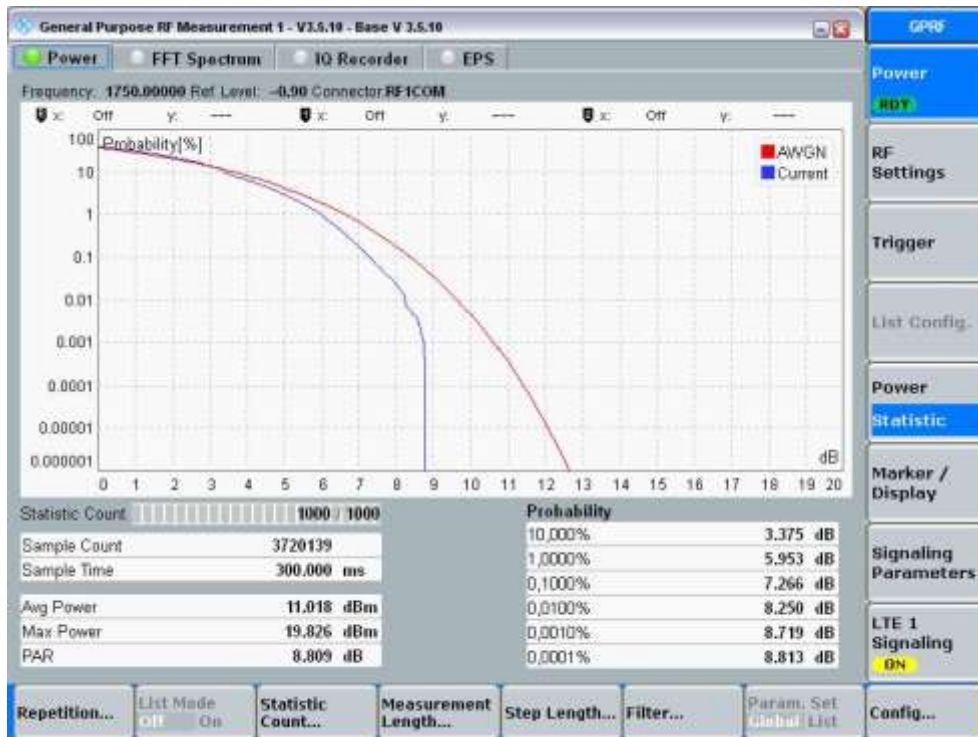 General Purpose RF Measurement 1 - V3.5.10 - Base V 3.5.10
GPRF
Power FFT Spectrum IQ Recorder EPS
Frequency: 1750.00000 Ref. Level: -0.90 Connector:RF1COM
x: Off y: --- x: Off y: --- x: Off y: ---
Probability[%]
AWGN
Current
100
10
1
0.1
0.01
0.001
0.0001
0.00001
0.000001
dB
0 1 2 3 4 5 6 7 8 9 10 11 12 13 14 15 16 17 18 19 20
Statistic Count 1000 / 1000
Sample Count 3720139
Sample Time 300.000 ms
Avg Power 11.018 dBm
Max Power 19.826 dBm
PAR 8.809 dB
Probability
10,000% 3.375 dB
1,0000% 5.953 dB
0,1000% 7.266 dB
0,0100% 8.250 dB
0,0010% 8.719 dB
0,0001% 8.813 dB
Power
RDY
RF
Settings
Trigger
List Config.
Power
Statistic
Marker /
Display
Signaling
Parameters
LTE 1
Signaling
ON
Repetition...
List Mode
Off On
Statistic
Count...
Measurement
Length...
Step Length...
Filter...
Param. Set
Global List
Config...